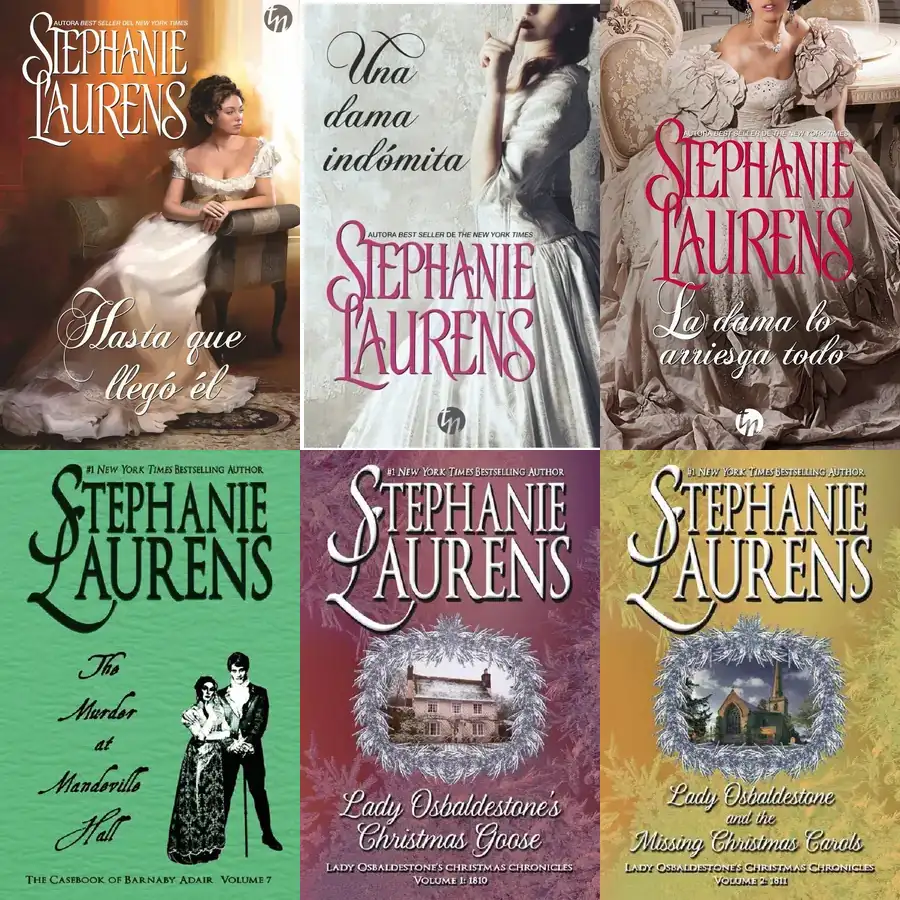 tn
AUTORA BEST SELLER DEL NEW YORK TIMES
STEPHANIE
LAURENS
Hasta que
llegó él
Una
dama
indómita
AUTORA BEST SELLER DE THE NEW YORK TIMES
STEPHANIE
LAURENS
tn
AUTORA BEST SELLER DE THE NEW YORK TIMES
STEPHANIE
LAURENS
La dama lo
arriesga todo
tn
STEPHANIE
LAURENS
The
Murder
at
Mandeville
Hall
THE CASEBOOK OF BARNABY ADAIR VOLUME 7
#1 NEW YORK TIMES BESTSELLING AUTHOR
#1 NEW YORK TIMES BESTSELLING AUTHOR
STEPHANIE
LAURENS
Lady Osbaldestone's
Christmas Goose
LADY OSBALDESTONE'S CHRISTMAS CHRONICLES
VOLUME 1: 1810
#1 NEW YORK TIMES BESTSELLING AUTHOR
STEPHANIE
LAURENS
Lady Osbaldestone
and the
Missing Christmas Carols
LADY OSBALDESTONE'S CHRISTMAS CHRONICLES
VOLUME 2: 1811